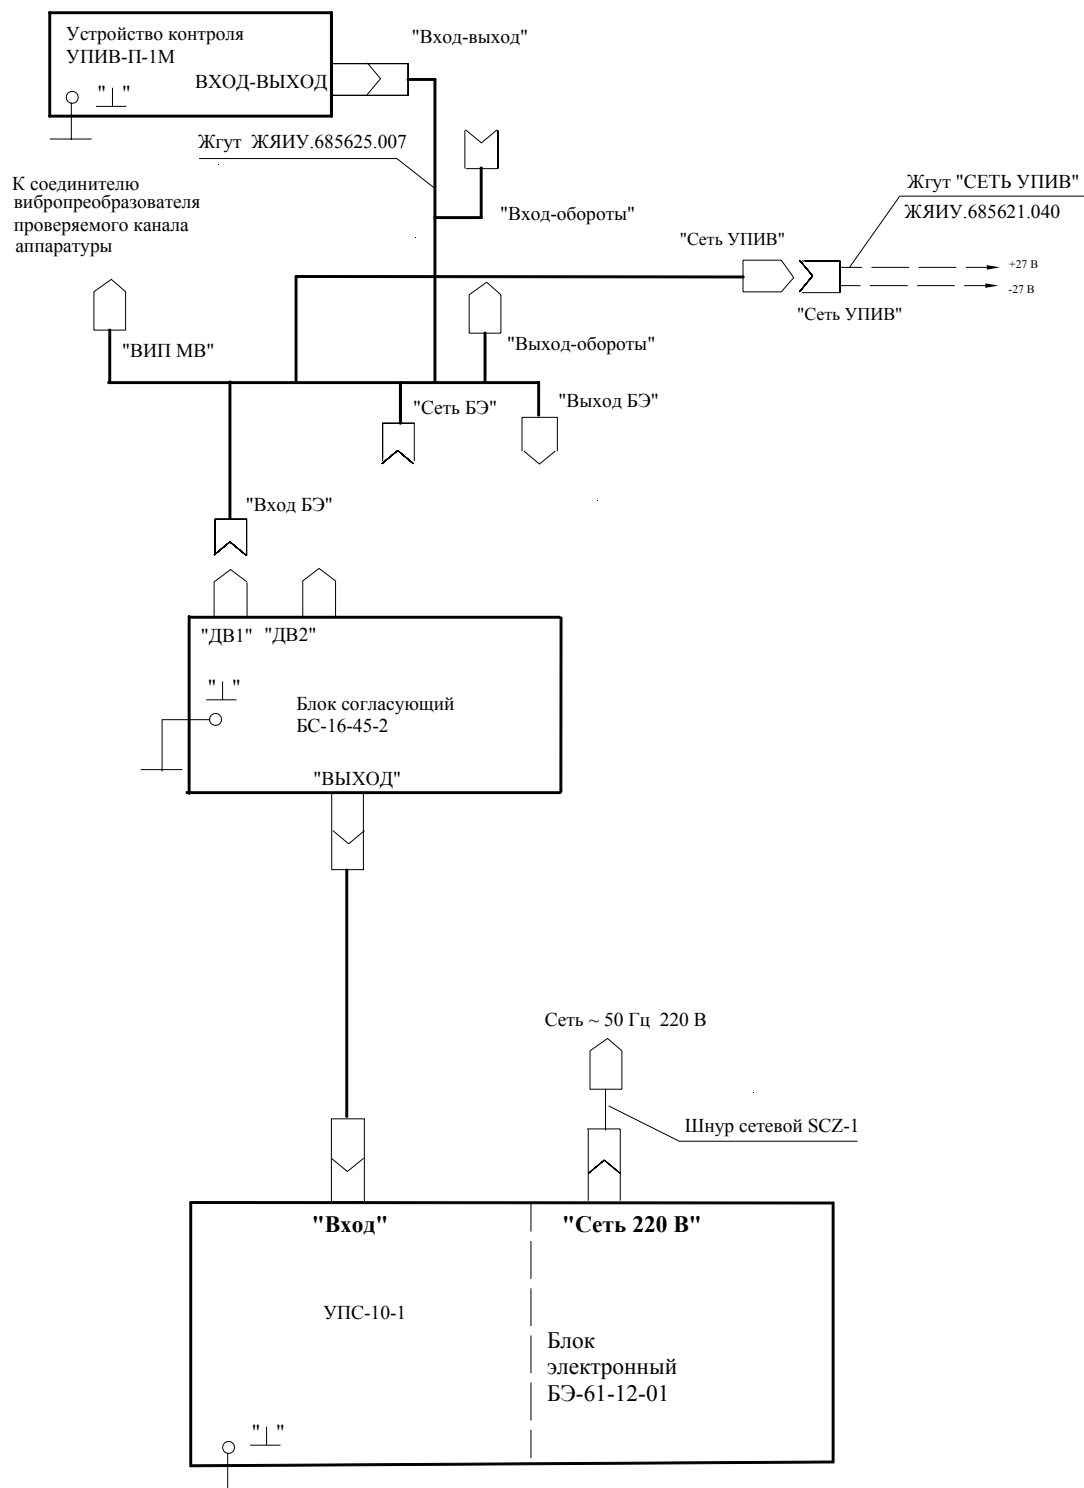 Устройство контроля
УПИВ-П-1М
ВХОД-ВЫХОД
"⊥"
"Вход-выход"
Жгут ЖЯИУ.685625.007
К соединителю
вибропреобразователя
проверяемого канала
аппаратуры
"Вход-обороты"
Жгут "СЕТЬ УПИВ"
ЖЯИУ.685621.040
"Сеть УПИВ"
+27 В
-27 В
"Сеть УПИВ"
"ВИП МВ"
"Выход-обороты"
"Сеть БЭ"
"Выход БЭ"
"Вход БЭ"
"ДВ1" "ДВ2"
"⊥"
Блок согласующий
БС-16-45-2
"ВЫХОД"
Сеть ~ 50 Гц 220 В
Шнур сетевой SCZ-1
"Вход"
"Сеть 220 В"
УПС-10-1
Блок
электронный
БЭ-61-12-01
"⊥"